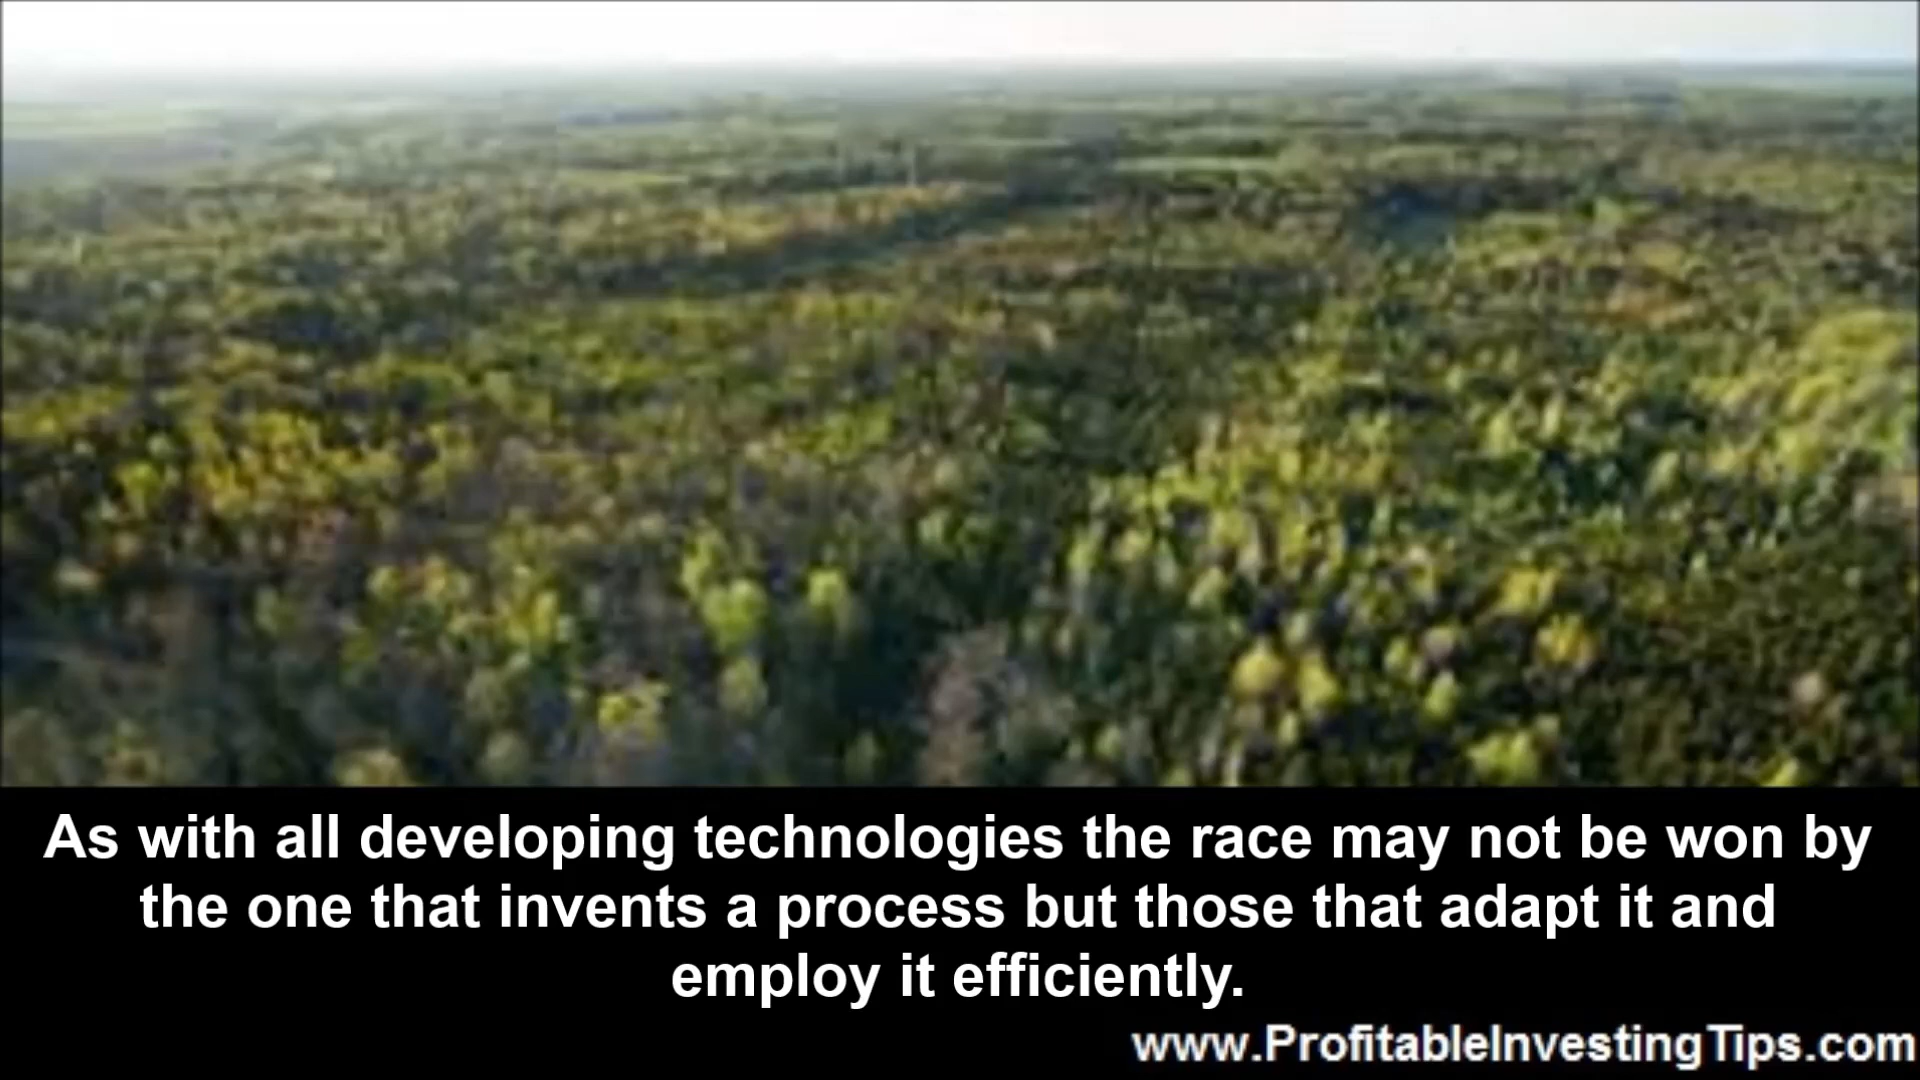 As with all developing technologies the race may not be won by
the one that invents a process but those that adapt it and
employ it efficiently.
www.ProfitableInvestingTips.com